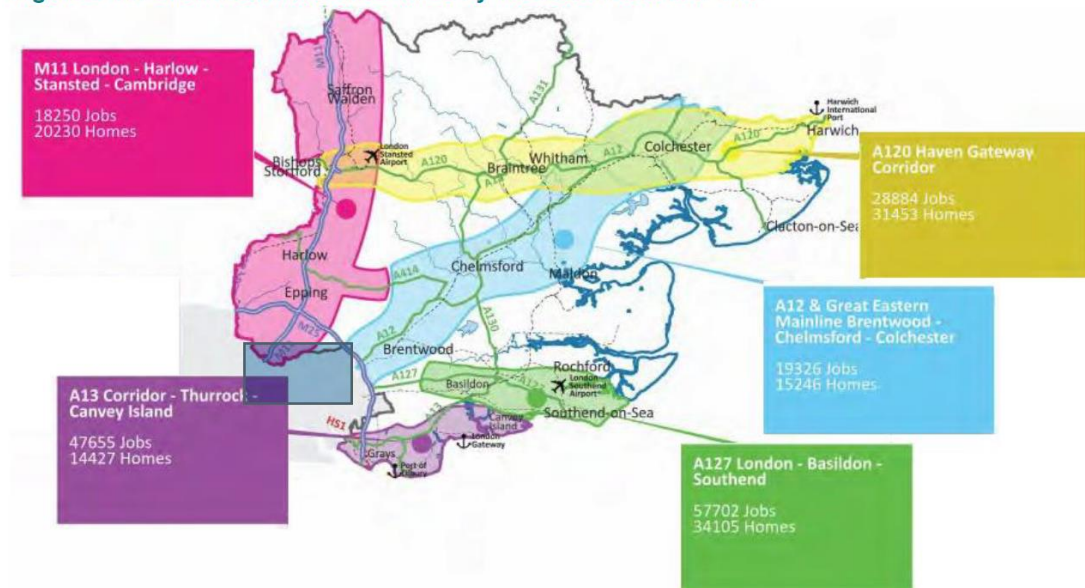 M11 London - Harlow -
Stansted - Cambridge
18250 Jobs
20230 Homes
M11
Saffron
Walden
A131
Harwich
International
Port
Harwich
London
Stansted
Airport
Bishops
Stortford
A120
Braintree
Whitham
A12
Colchester
A120
A120 Haven Gateway
Corridor
28884 Jobs
31453 Homes
Clacton-on-Sea
Harlow
A414
Chelmsford
Maldon
Epping
M25
A12
A130
Brentwood
A12 & Great Eastern
Mainline Brentwood -
Chelmsford - Colchester
19326 Jobs
15246 Homes
A127
Rochford
London
Southend
Airport
Basildon
A127
Southend-on-Sea
A13 Corridor - Thurrock -
Canvey Island
47655 Jobs
14427 Homes
HS1
A13
Canvey
Island
London
Gateway
Grays
Port of
Tilbury
A127 London - Basildon -
Southend
57702 Jobs
34105 Homes